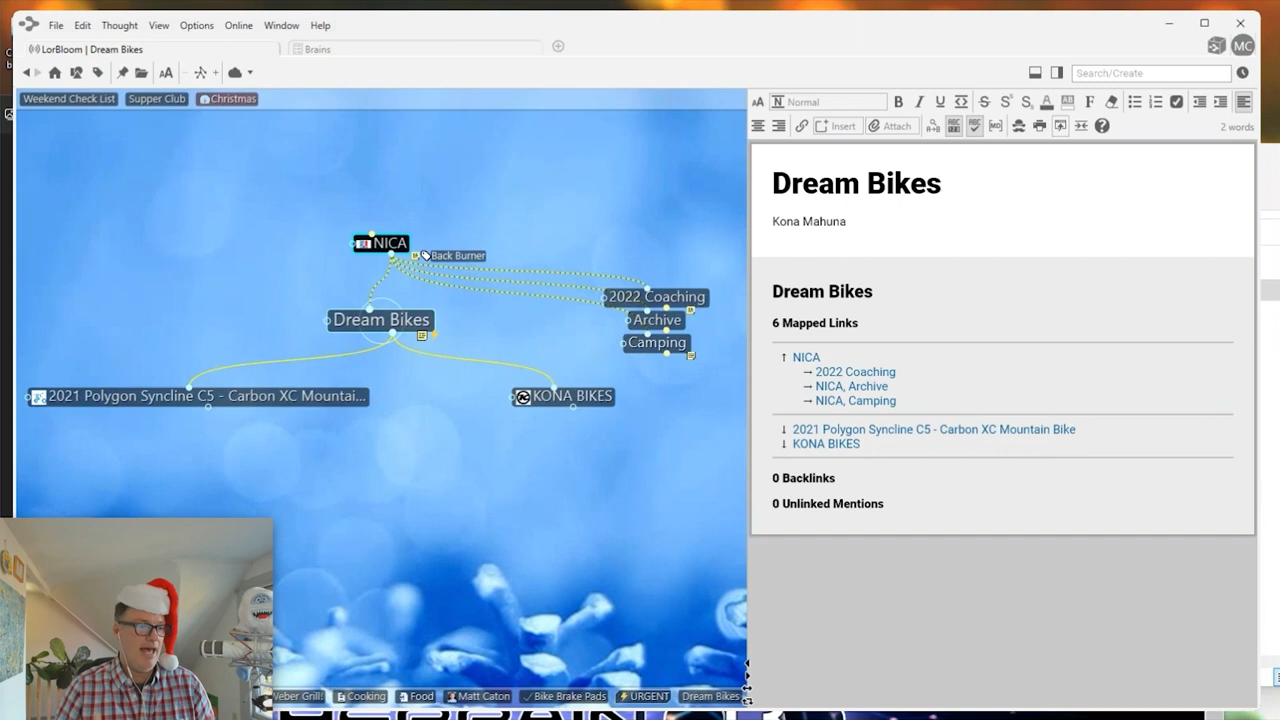 File Edit Thought View Options Online Window Help
LorBloom | Dream Bikes
Brains
MC
Search/Create
Weekend Check List
Supper Club
Christmas
Normal
Insert
Attach
2 words
NICA
Back Burner
2022 Coaching
Archive
Camping
Dream Bikes
2021 Polygon Syncline C5 - Carbon XC Mountai...
KONA BIKES
Dream Bikes
Kona Mahuna
Dream Bikes
6 Mapped Links
↑ NICA
→ 2022 Coaching
→ NICA, Archive
→ NICA, Camping
↓ 2021 Polygon Syncline C5 - Carbon XC Mountain Bike
↓ KONA BIKES
0 Backlinks
0 Unlinked Mentions
Grill!
Cooking
Food
Matt Caton
Bike Brake Pads
URGENT
Dream Bikes